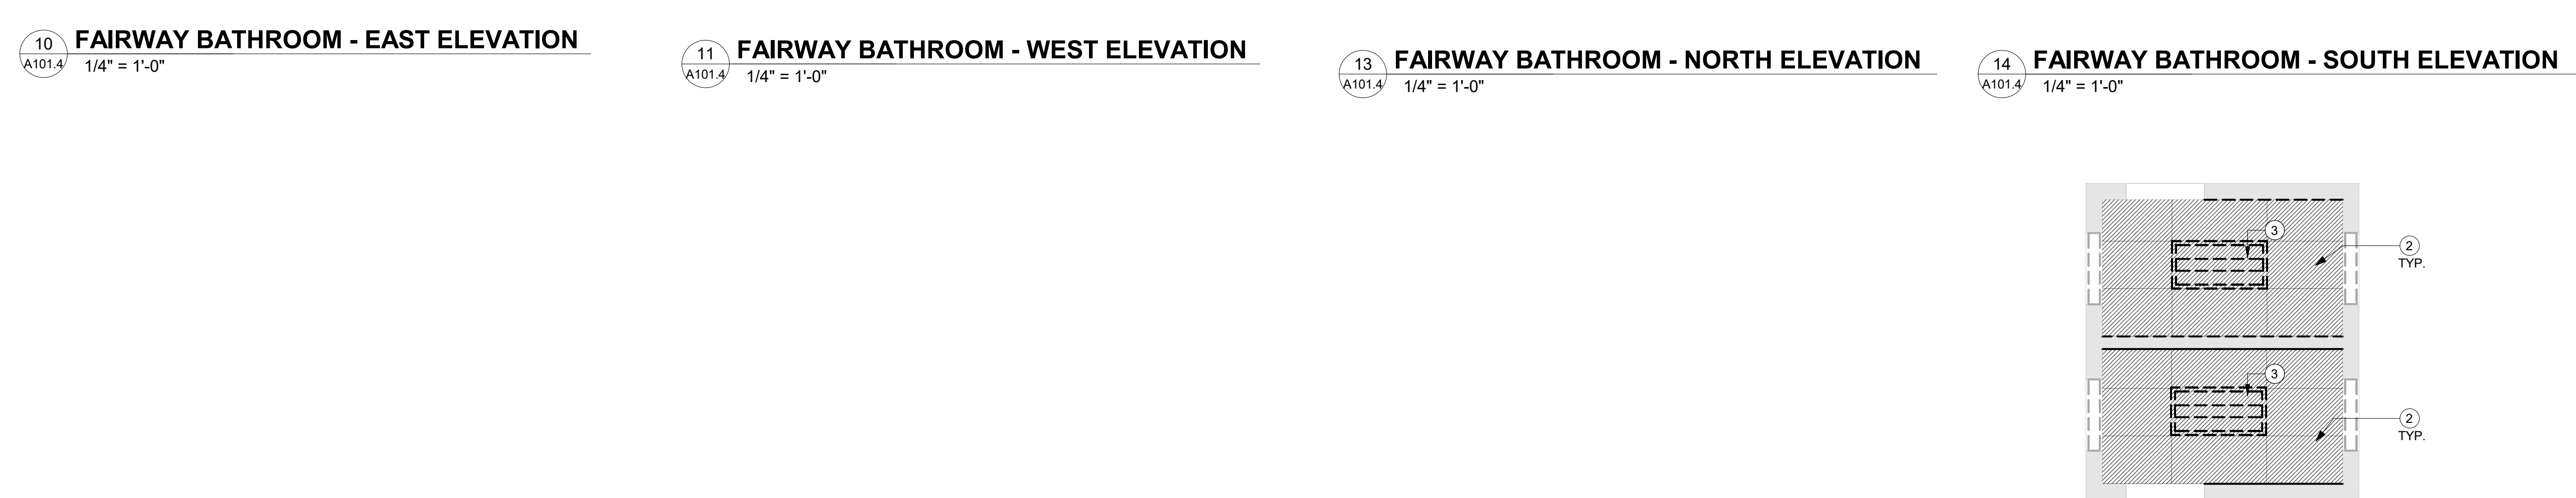 10
FAIRWAY BATHROOM - EAST ELEVATION
A101.4
1/4" = 1'-0"
11
FAIRWAY BATHROOM - WEST ELEVATION
A101.4
1/4" = 1'-0"
13
FAIRWAY BATHROOM - NORTH ELEVATION
A101.4
1/4" = 1'-0"
14
FAIRWAY BATHROOM - SOUTH ELEVATION
A101.4
1/4" = 1'-0"
3
2
TYP.
3
2
TYP.